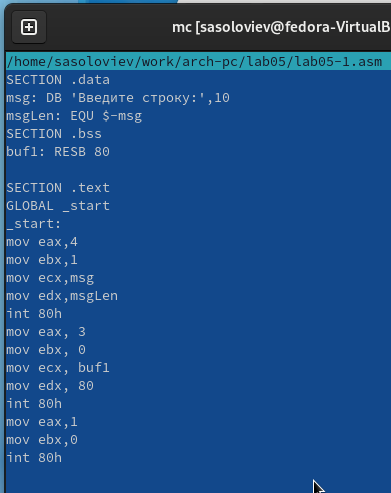 mc [sasoloviev@fedora-VirtualB
/home/sasoloviev/work/arch-pc/lab05/lab05-1.asm
SECTION .data
msg: DB 'Введите строку:',10
msgLen: EQU $-msg
SECTION .bss
buf1: RESB 80
SECTION .text
GLOBAL _start
_start:
mov eax,4
mov ebx,1
mov ecx,msg
mov edx,msgLen
int 80h
mov eax, 3
mov ebx, 0
mov ecx, buf1
mov edx, 80
int 80h
mov eax,1
mov ebx,0
int 80h